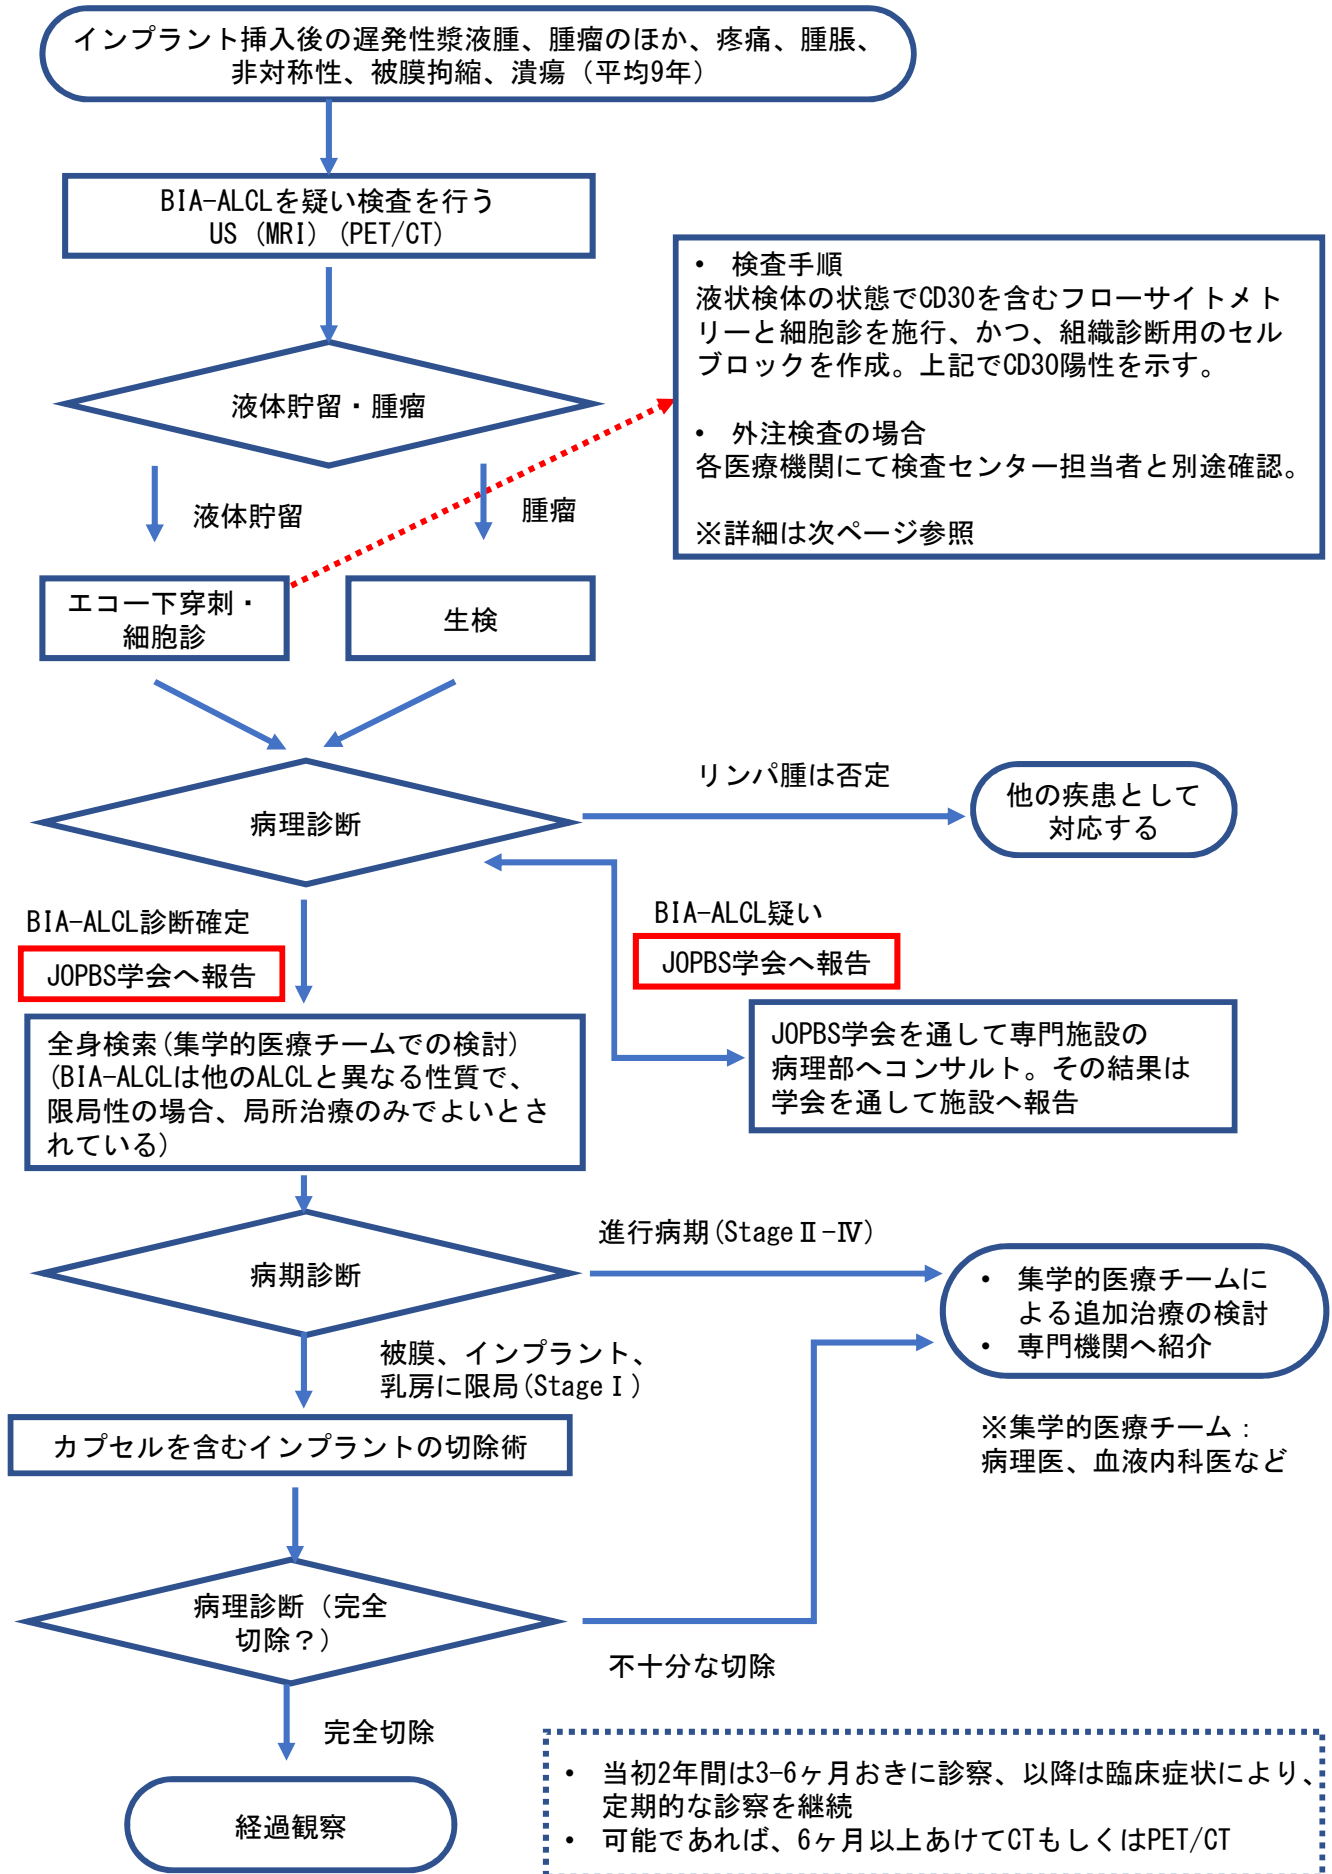 インプラント挿入後の遅発性漿液腫、腫瘤のほか、疼痛、腫脹、
非対称性、被膜拘縮、潰瘍（平均9年）
BIA-ALCLを疑い検査を行う
US（MRI）（PET/CT）
• 検査手順
液状検体の状態でCD30を含むフローサイトメト
リーと細胞診を施行、かつ、組織診断用のセル
ブロックを作成。上記でCD30陽性を示す。
• 外注検査の場合
各医療機関にて検査センター担当者と別途確認。
※詳細は次ページ参照
液体貯留・腫瘤
液体貯留
腫瘤
エコー下穿刺・
細胞診
生検
病理診断
リンパ腫は否定
他の疾患として
対応する
BIA-ALCL診断確定
JOPBS学会へ報告
BIA-ALCL疑い
JOPBS学会へ報告
全身検索(集学的医療チームでの検討)
(BIA-ALCLは他のALCLと異なる性質で、
限局性の場合、局所治療のみでよいとさ
れている)
JOPBS学会を通して専門施設の
病理部へコンサルト。その結果は
学会を通して施設へ報告
病期診断
進行病期(StageⅡ-Ⅳ)
• 集学的医療チームに
よる追加治療の検討
• 専門機関へ紹介
被膜、インプラント、
乳房に限局(StageⅠ)
※集学的医療チーム：
病理医、血液内科医など
カプセルを含むインプラントの切除術
病理診断（完全
切除？）
不十分な切除
完全切除
経過観察
• 当初2年間は3-6ヶ月おきに診察、以降は臨床症状により、
定期的な診察を継続
• 可能であれば、6ヶ月以上あけてCTもしくはPET/CT